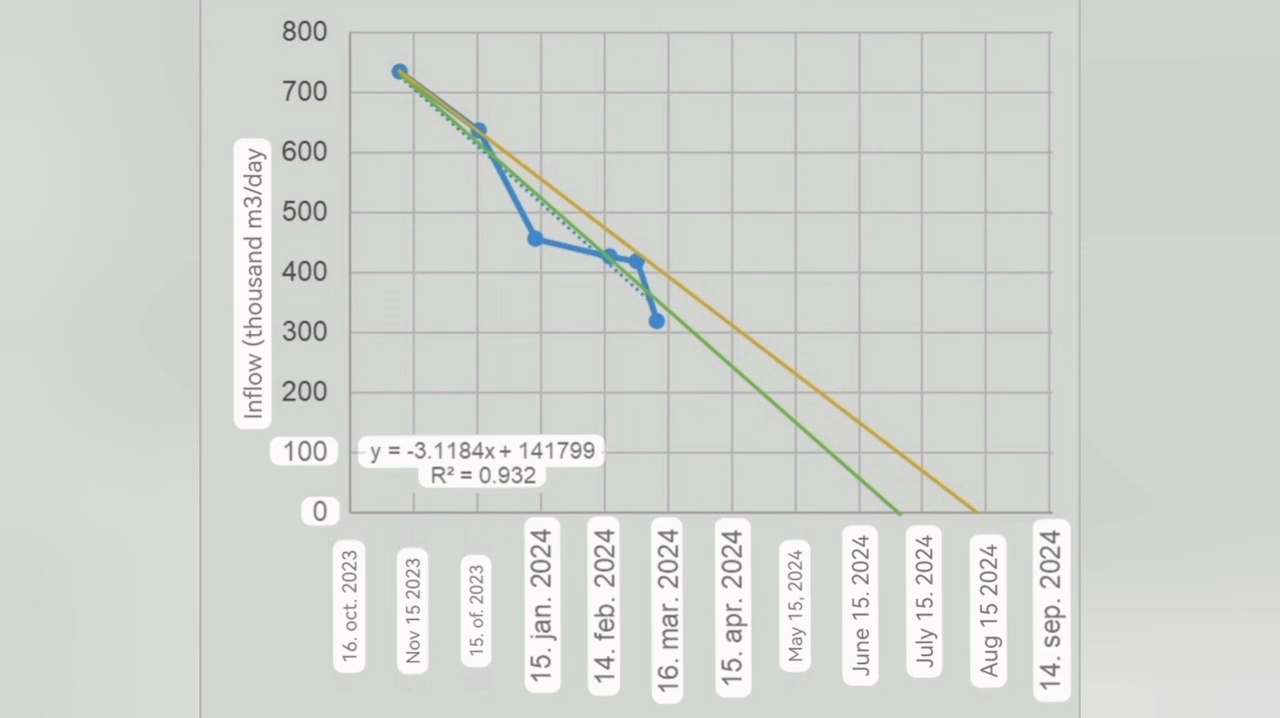 800
700
600
500
400
300
200
100
0
Inflow (thousand m3/day
y = -3.1184x + 141799
R² = 0.932
16. oct. 2023
Nov 15 2023
15. of. 2023
15. jan. 2024
14. feb. 2024
16. mar. 2024
15. apr. 2024
May 15, 2024
June 15. 2024
July 15. 2024
Aug 15 2024
14. sep. 2024